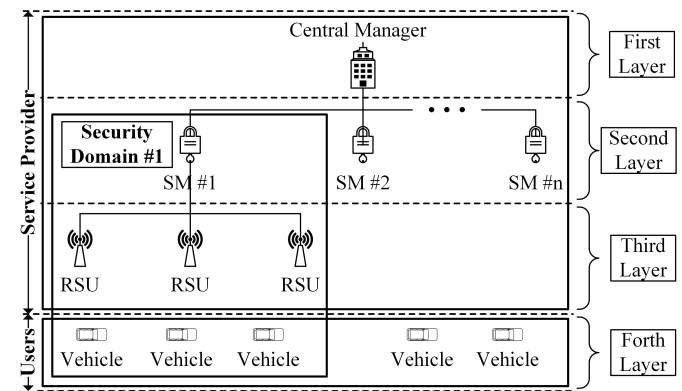 Central Manager
First
Layer
Service Provider
Security
Domain #1
SM #1
SM #2
SM #n
Second
Layer
RSU
RSU
RSU
Third
Layer
Users
Vehicle
Vehicle
Vehicle
Vehicle
Vehicle
Forth
Layer